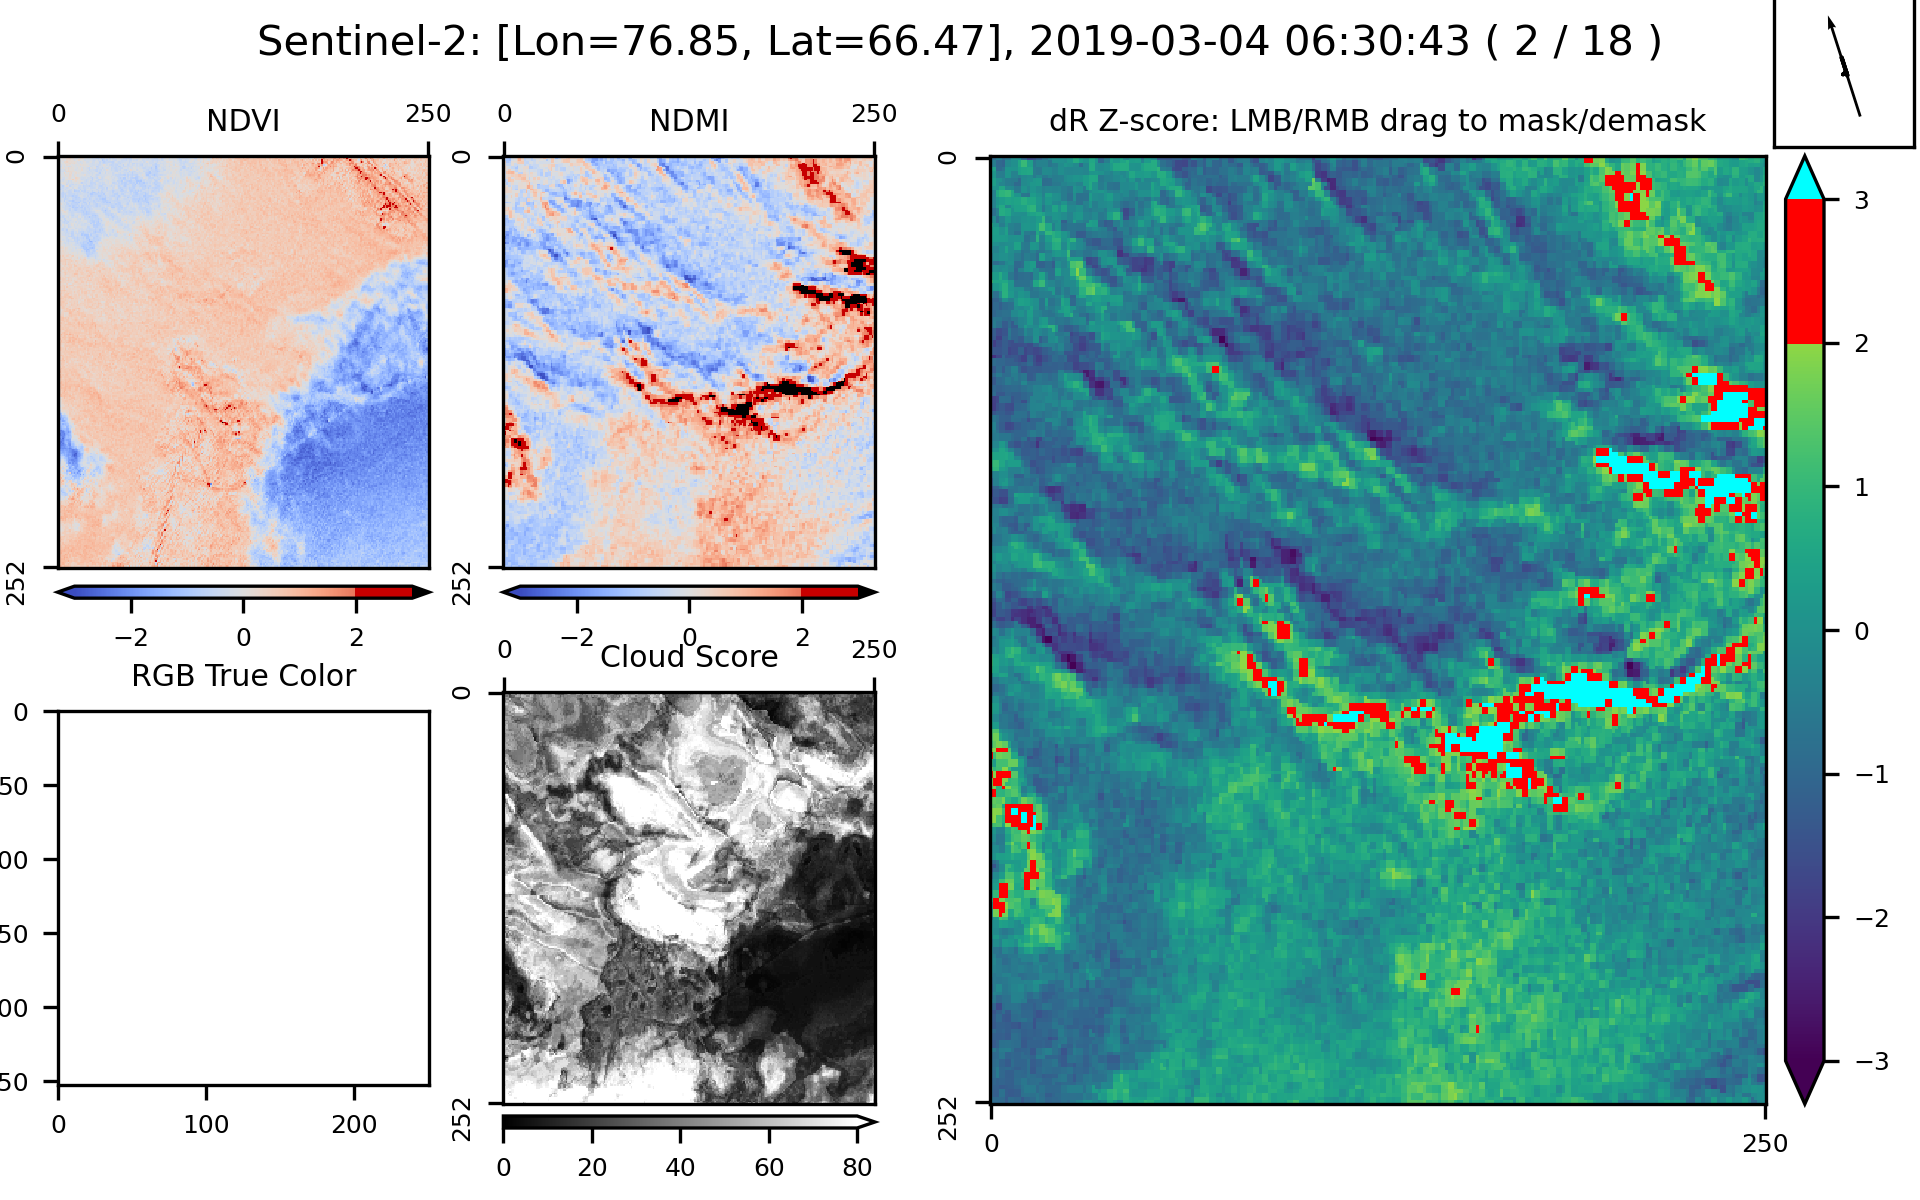 Sentinel-2: [Lon=76.85, Lat=66.47], 2019-03-04 06:30:43 ( 2 / 18 )
0 NDVI 250
0 NDMI 250
dR Z-score: LMB/RMB drag to mask/demask
0
0
0
3
2
1
0
−1
−2
−3
252
252
−2 0 2
−2 0 2
RGB True Color
0 Cloud Score 250
0
50
00
50
00
50
0 100 200
0
252
0 20 40 60 80
0
252
0 250